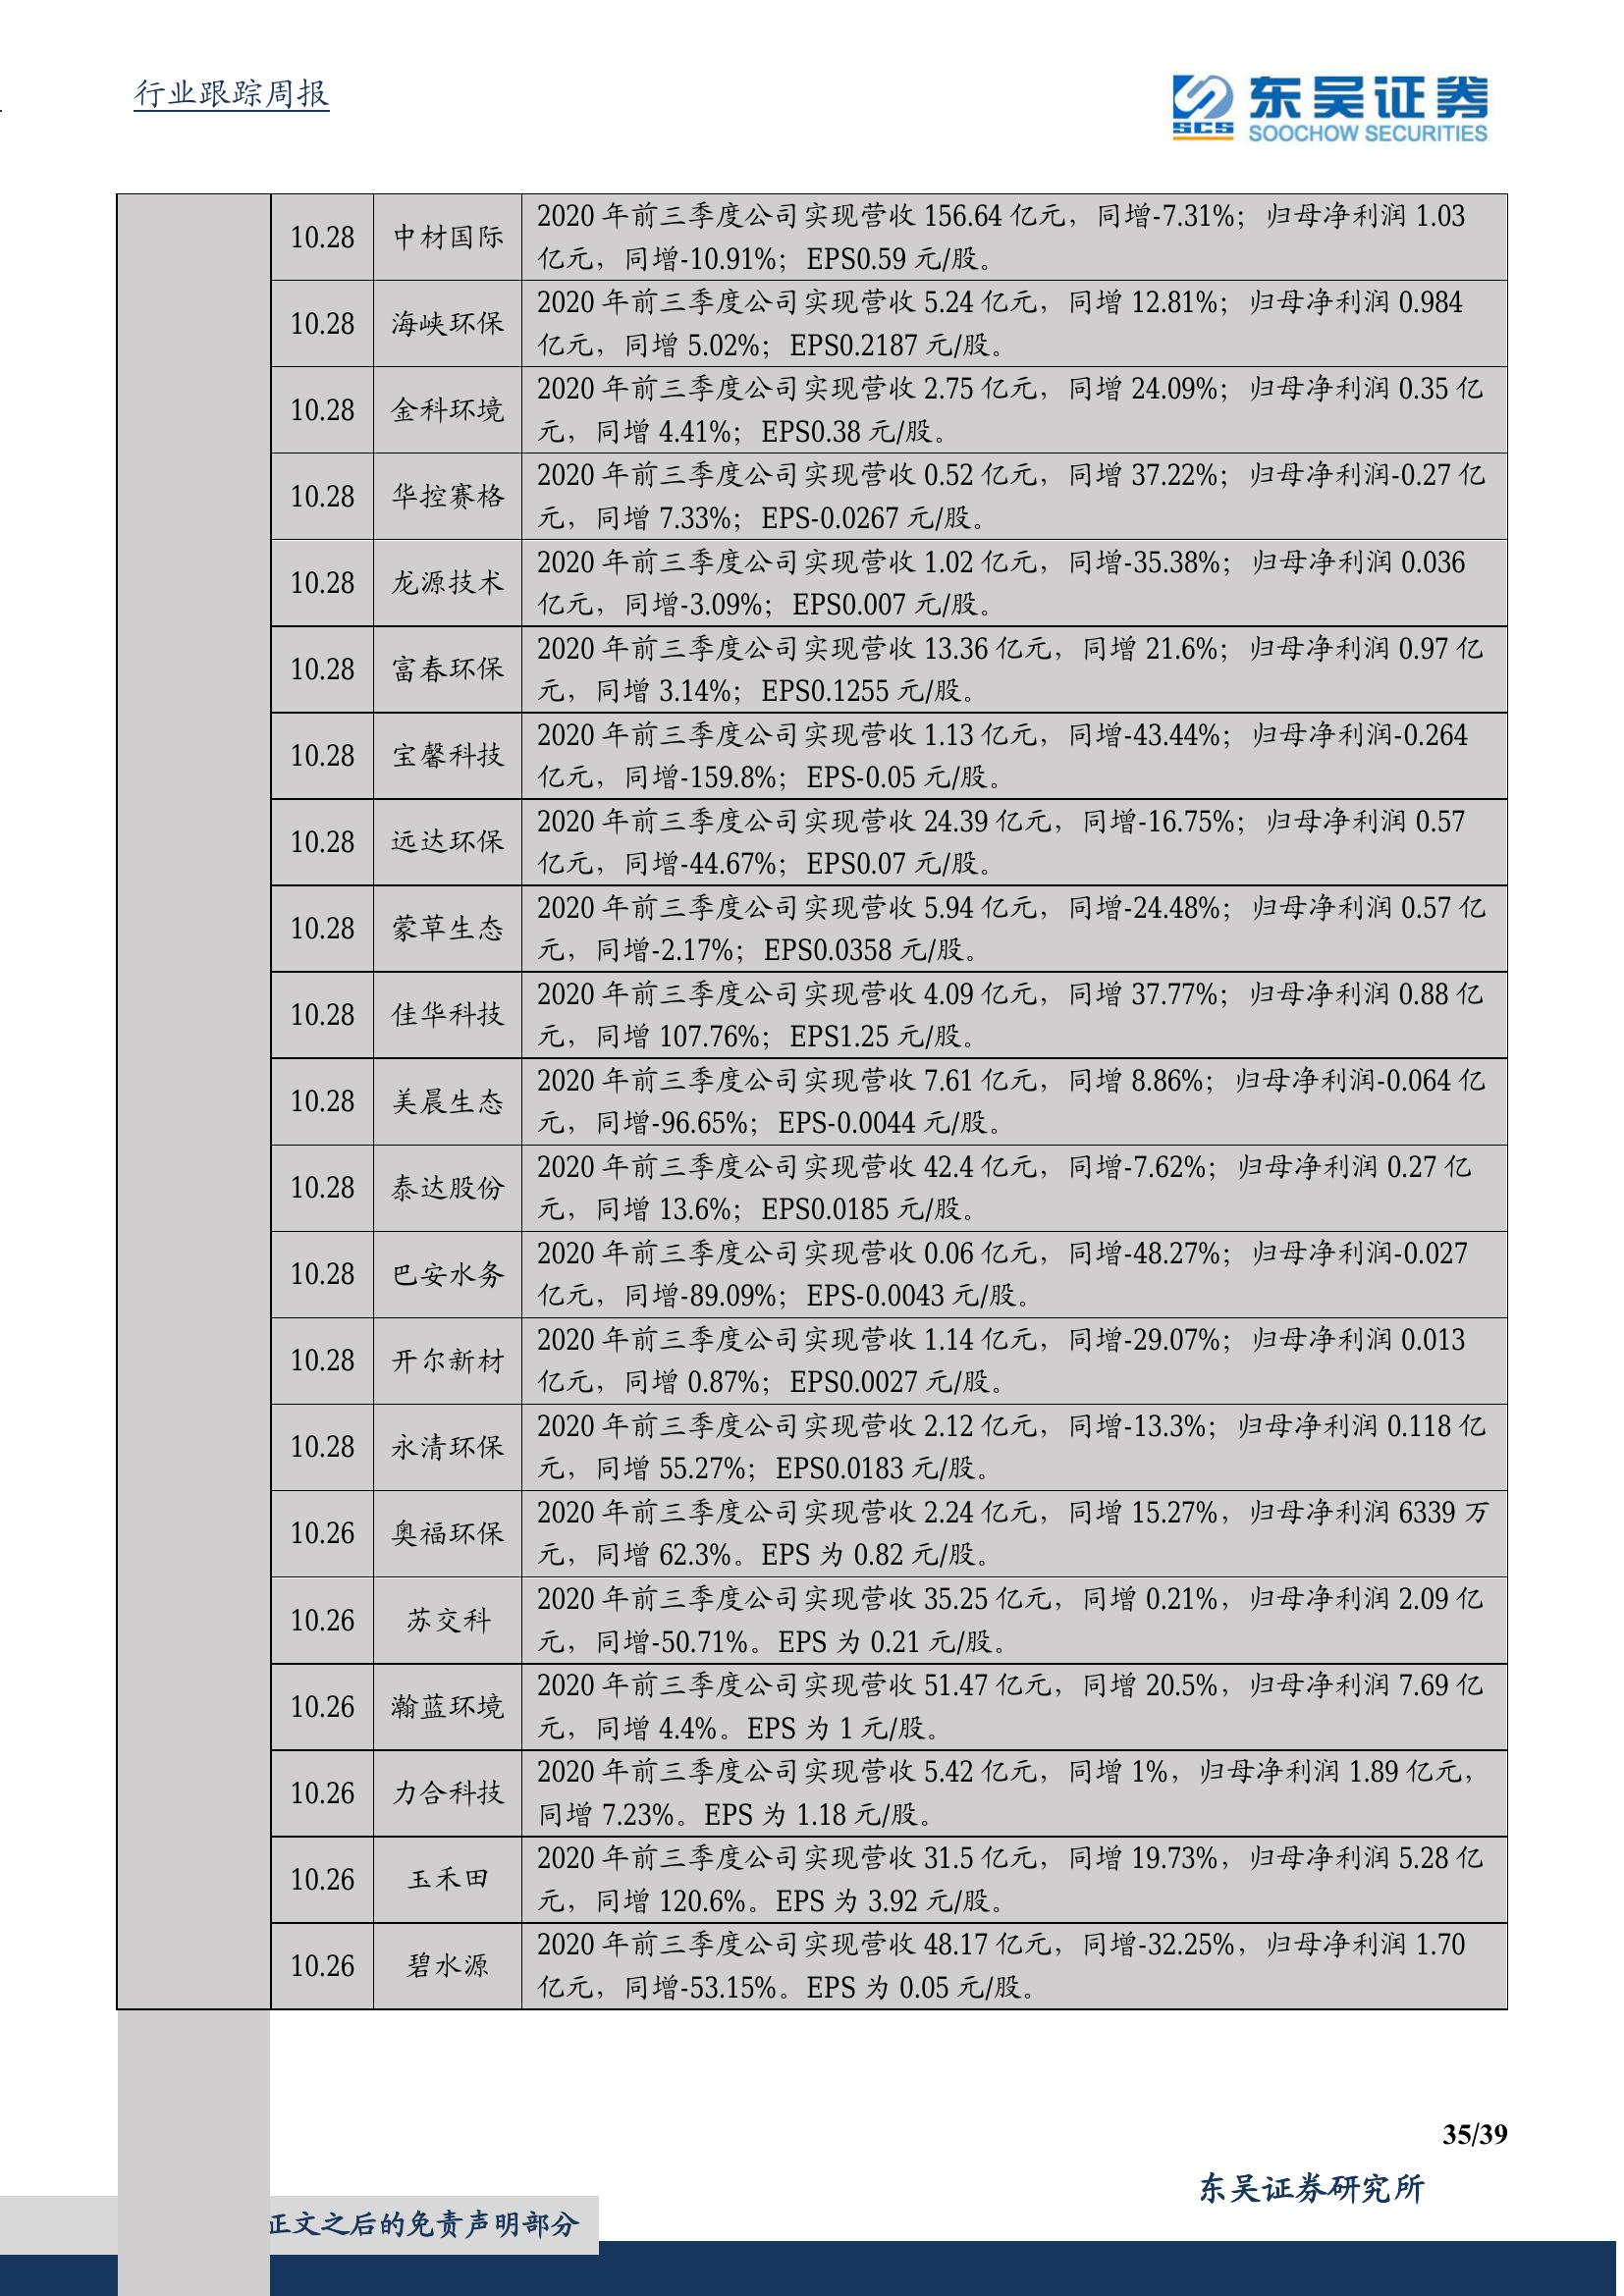 行业跟踪周报
东吴证券
SCS
SOOCHOW SECURITIES
10.28 中材国际 2020 年前三季度公司实现营收 156.64 亿元，同增-7.31%；归母净利润 1.03
亿元，同增-10.91%；EPS0.59 元/股。
10.28 海峡环保 2020 年前三季度公司实现营收 5.24 亿元，同增 12.81%；归母净利润 0.984
亿元，同增 5.02%；EPS0.2187 元/股。
10.28 金科环境 2020 年前三季度公司实现营收 2.75 亿元，同增 24.09%；归母净利润 0.35 亿
元，同增 4.41%；EPS0.38 元/股。
10.28 华控赛格 2020 年前三季度公司实现营收 0.52 亿元，同增 37.22%；归母净利润-0.27 亿
元，同增 7.33%；EPS-0.0267 元/股。
10.28 龙源技术 2020 年前三季度公司实现营收 1.02 亿元，同增-35.38%；归母净利润 0.036
亿元，同增-3.09%；EPS0.007 元/股。
10.28 富春环保 2020 年前三季度公司实现营收 13.36 亿元，同增 21.6%；归母净利润 0.97 亿
元，同增 3.14%；EPS0.1255 元/股。
10.28 宝馨科技 2020 年前三季度公司实现营收 1.13 亿元，同增-43.44%；归母净利润-0.264
亿元，同增-159.8%；EPS-0.05 元/股。
10.28 远达环保 2020 年前三季度公司实现营收 24.39 亿元，同增-16.75%；归母净利润 0.57
亿元，同增-44.67%；EPS0.07 元/股。
10.28 蒙草生态 2020 年前三季度公司实现营收 5.94 亿元，同增-24.48%；归母净利润 0.57 亿
元，同增-2.17%；EPS0.0358 元/股。
10.28 佳华科技 2020 年前三季度公司实现营收 4.09 亿元，同增 37.77%；归母净利润 0.88 亿
元，同增 107.76%；EPS1.25 元/股。
10.28 美晨生态 2020 年前三季度公司实现营收 7.61 亿元，同增 8.86%；归母净利润-0.064 亿
元，同增-96.65%；EPS-0.0044 元/股。
10.28 泰达股份 2020 年前三季度公司实现营收 42.4 亿元，同增-7.62%；归母净利润 0.27 亿
元，同增 13.6%；EPS0.0185 元/股。
10.28 巴安水务 2020 年前三季度公司实现营收 0.06 亿元，同增-48.27%；归母净利润-0.027
亿元，同增-89.09%；EPS-0.0043 元/股。
10.28 开尔新材 2020 年前三季度公司实现营收 1.14 亿元，同增-29.07%；归母净利润 0.013
亿元，同增 0.87%；EPS0.0027 元/股。
10.28 永清环保 2020 年前三季度公司实现营收 2.12 亿元，同增-13.3%；归母净利润 0.118 亿
元，同增 55.27%；EPS0.0183 元/股。
10.26 奥福环保 2020 年前三季度公司实现营收 2.24 亿元，同增 15.27%，归母净利润 6339 万
元，同增 62.3%。EPS 为 0.82 元/股。
10.26 苏交科 2020 年前三季度公司实现营收 35.25 亿元，同增 0.21%，归母净利润 2.09 亿
元，同增-50.71%。EPS 为 0.21 元/股。
10.26 瀚蓝环境 2020 年前三季度公司实现营收 51.47 亿元，同增 20.5%，归母净利润 7.69 亿
元，同增 4.4%。EPS 为 1 元/股。
10.26 力合科技 2020 年前三季度公司实现营收 5.42 亿元，同增 1%，归母净利润 1.89 亿元，
同增 7.23%。EPS 为 1.18 元/股。
10.26 玉禾田 2020 年前三季度公司实现营收 31.5 亿元，同增 19.73%，归母净利润 5.28 亿
元，同增 120.6%。EPS 为 3.92 元/股。
10.26 碧水源 2020 年前三季度公司实现营收 48.17 亿元，同增-32.25%，归母净利润 1.70
亿元，同增-53.15%。EPS 为 0.05 元/股。
35/39
东吴证券研究所
正文之后的免责声明部分